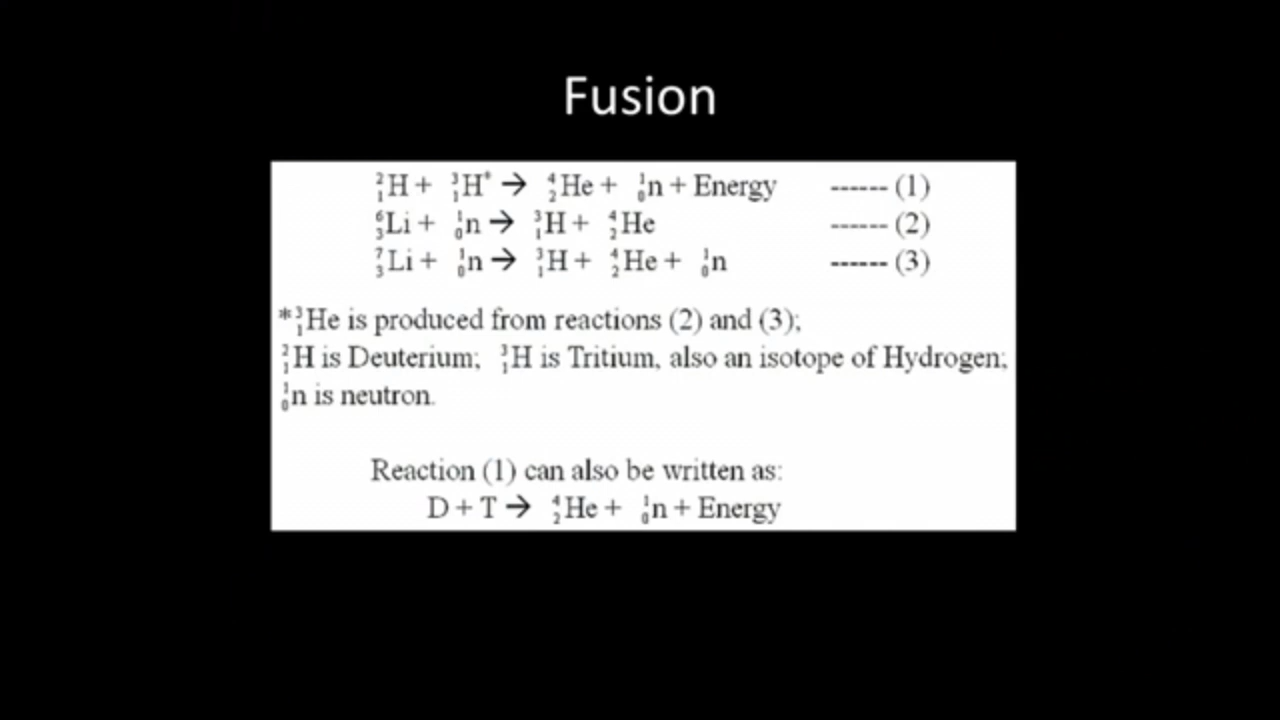 Fusion
²₁H + ³₁H* → ⁴₂He + ¹₀n + Energy ------ (1)
⁶₃Li + ¹₀n → ³₁H + ⁴₂He ------ (2)
⁷₃Li + ¹₀n → ³₁H + ⁴₂He + ¹₀n ------ (3)
*³₁He is produced from reactions (2) and (3);
²₁H is Deuterium; ³₁H is Tritium, also an isotope of Hydrogen;
¹₀n is neutron.
Reaction (1) can also be written as:
D + T → ⁴₂He + ¹₀n + Energy